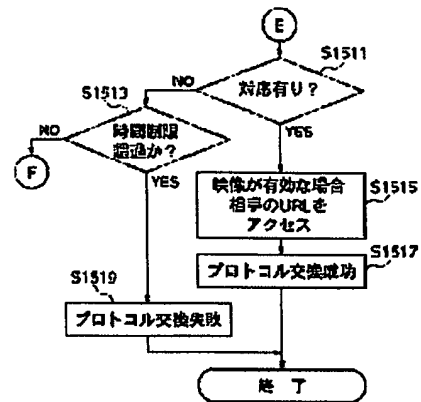 E
S1511
応答有り？
NO
YES
S1513
時間制限
超過か？
NO
YES
F
映像が有効な場合
相手のURLを
アクセス
S1515
プロトコル交換成功
S1517
S1519
プロトコル交換失敗
終 了